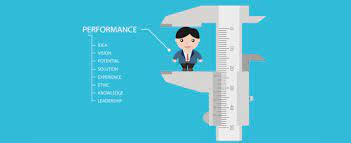 PERFORMANCE
IDEA
VISION
POTENTIAL
SOLUTION
EXPERIENCE
ETHIC
KNOWLEDGE
LEADERSHIP